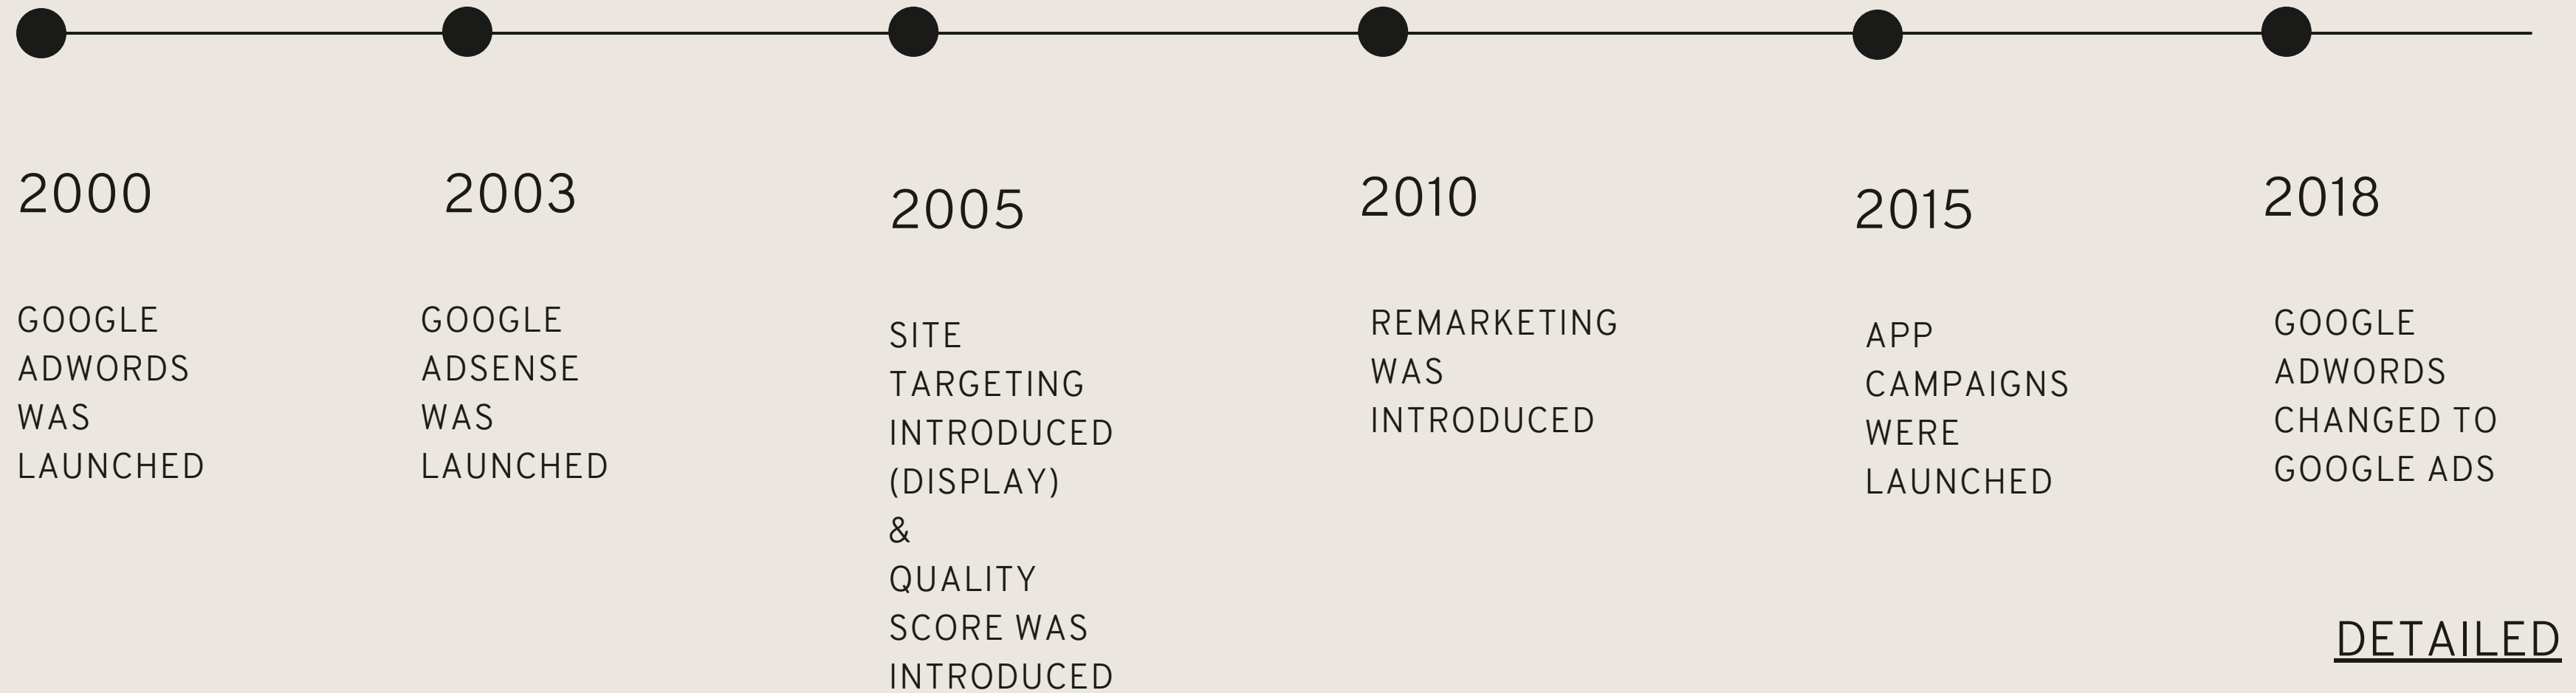 2000
GOOGLE
ADWORDS
WAS
LAUNCHED
2003
GOOGLE
ADSENSE
WAS
LAUNCHED
2005
SITE
TARGETING
INTRODUCED
(DISPLAY)
&
QUALITY
SCORE WAS
INTRODUCED
2010
REMARKETING
WAS
INTRODUCED
2015
APP
CAMPAIGNS
WERE
LAUNCHED
2018
GOOGLE
ADWORDS
CHANGED TO
GOOGLE ADS
DETAILED